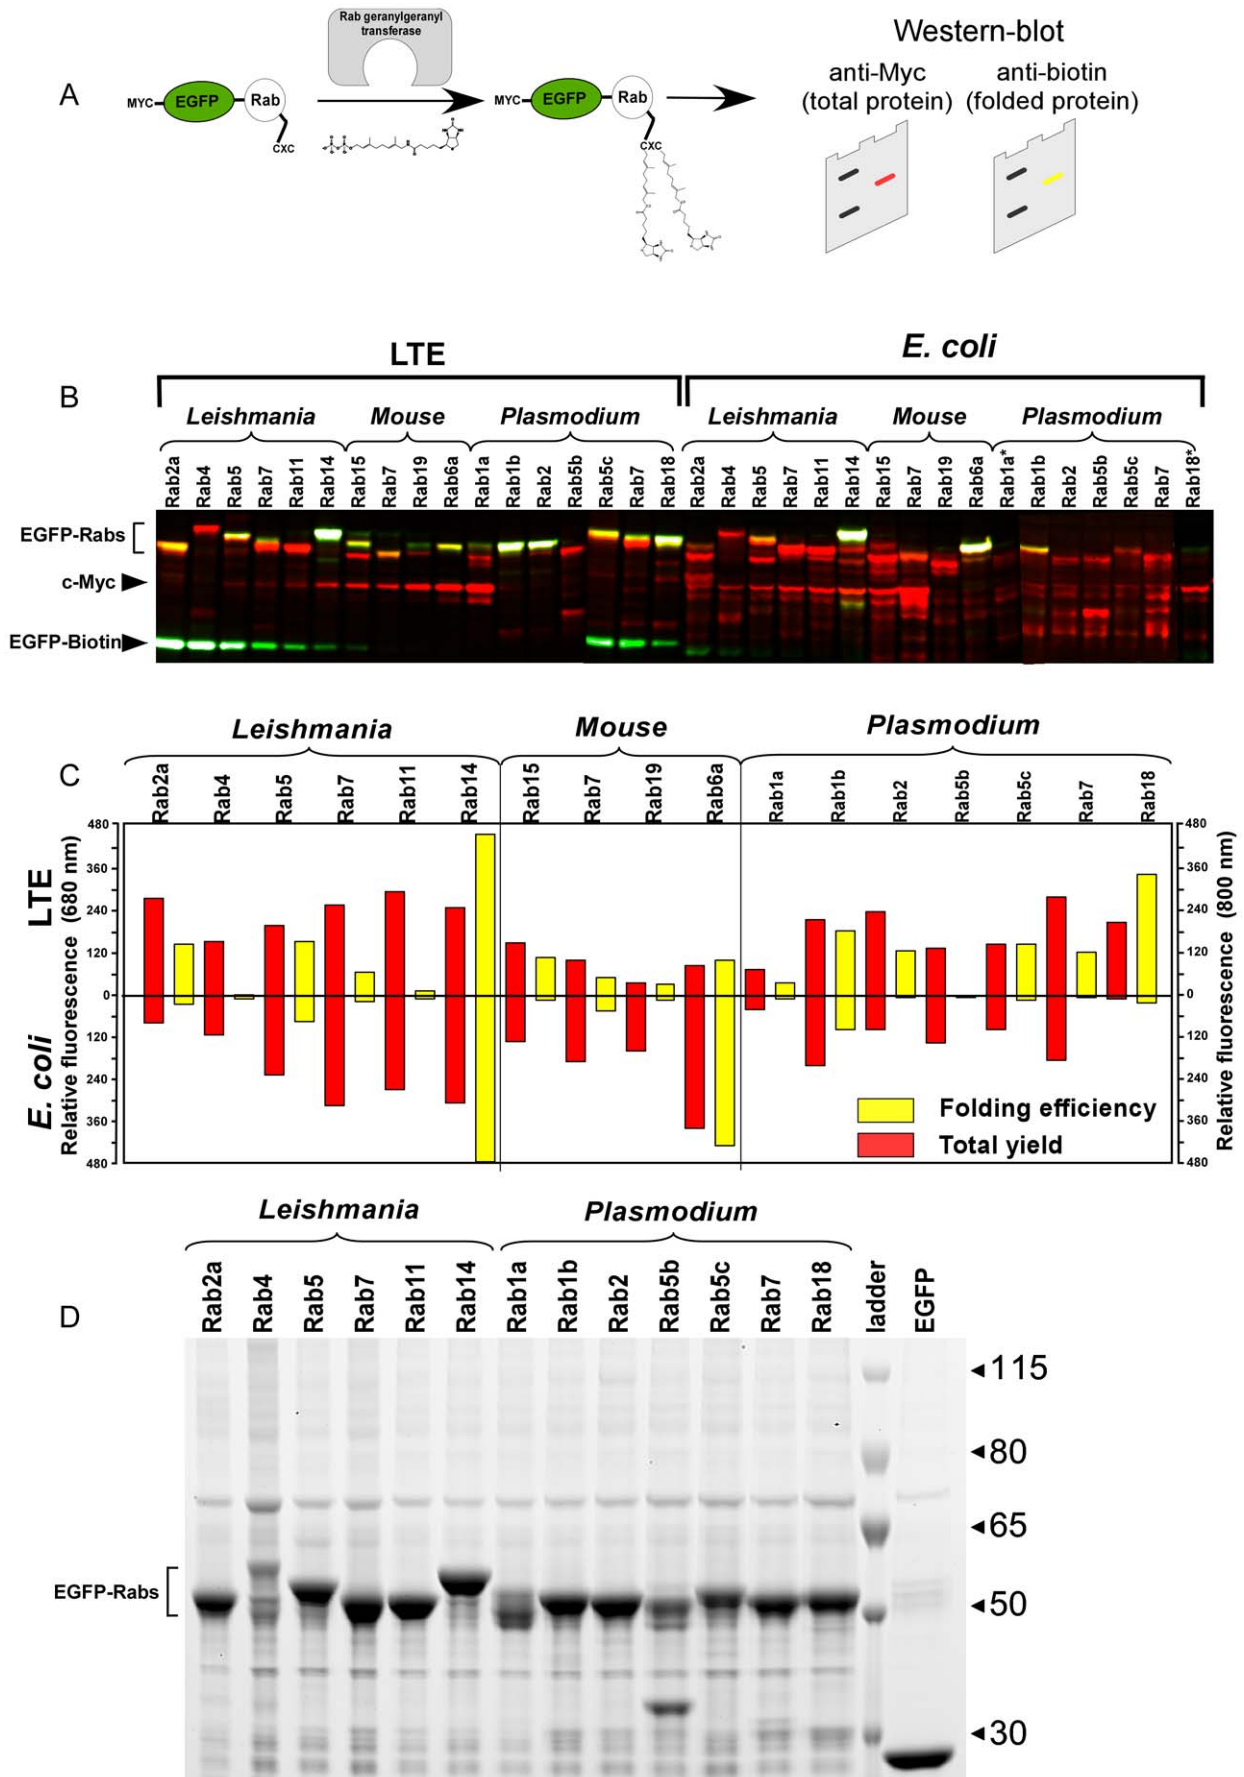 A
Rab geranylgeranyl
transferase
MYC EGFP Rab
CXC
MYC EGFP Rab
CXC
Western-blot
anti-Myc
(total protein)
anti-biotin
(folded protein)
B
LTE
E. coli
Leishmania Mouse Plasmodium Leishmania Mouse Plasmodium
Rab2a Rab4 Rab5 Rab7 Rab11 Rab14 Rab15 Rab7 Rab19 Rab6a Rab1a Rab1b Rab2 Rab5b Rab5c Rab7 Rab18 Rab2a Rab4 Rab5 Rab7 Rab11 Rab14 Rab15 Rab7 Rab19 Rab6a Rab1a* Rab1b Rab2 Rab5b Rab5c Rab7 Rab18*
EGFP-Rabs
c-Myc
EGFP-Biotin
C
Leishmania Mouse Plasmodium
Rab2a Rab4 Rab5 Rab7 Rab11 Rab14 Rab15 Rab7 Rab19 Rab6a Rab1a Rab1b Rab2 Rab5b Rab5c Rab7 Rab18
LTE
E. coli
Relative fluorescence (680 nm)
480
360
240
120
0
120
240
360
480
480
360
240
120
0
120
240
360
480
Relative fluorescence (800 nm)
Folding efficiency
Total yield
D
Leishmania Plasmodium
Rab2a Rab4 Rab5 Rab7 Rab11 Rab14 Rab1a Rab1b Rab2 Rab5b Rab5c Rab7 Rab18 ladder EGFP
EGFP-Rabs
115
80
65
50
30